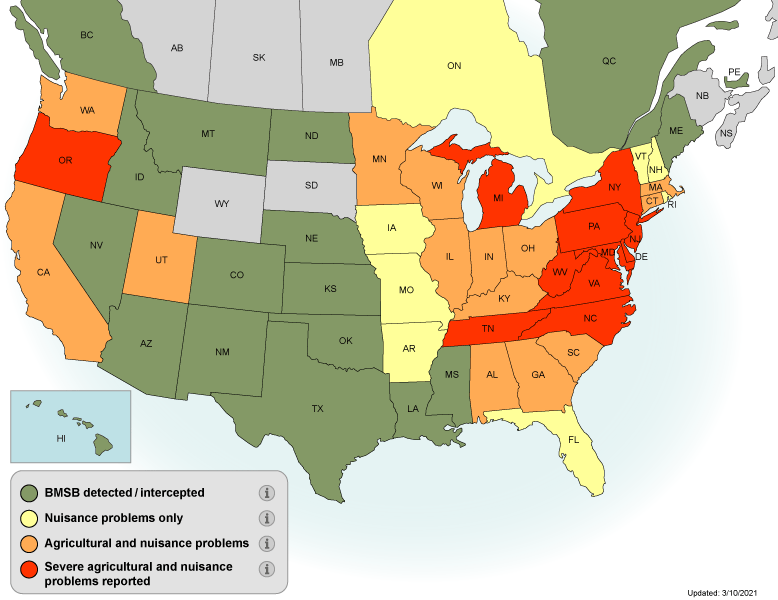 BC
AB
SK
MB
ON
QC
PE
NB
NS
ME
WA
MT
ND
MN
VT
NH
OR
ID
SD
WI
MI
NY
MA
CT
RI
WY
NV
UT
CA
NE
IA
IL
IN
OH
PA
NJ
MD
DE
CO
KS
MO
KY
WV
VA
AZ
NM
OK
AR
TN
NC
SC
MS
AL
GA
TX
LA
FL
HI
BMSB detected / intercepted
Nuisance problems only
Agricultural and nuisance problems
Severe agricultural and nuisance
problems reported
i
i
i
i
Updated: 3/10/2021